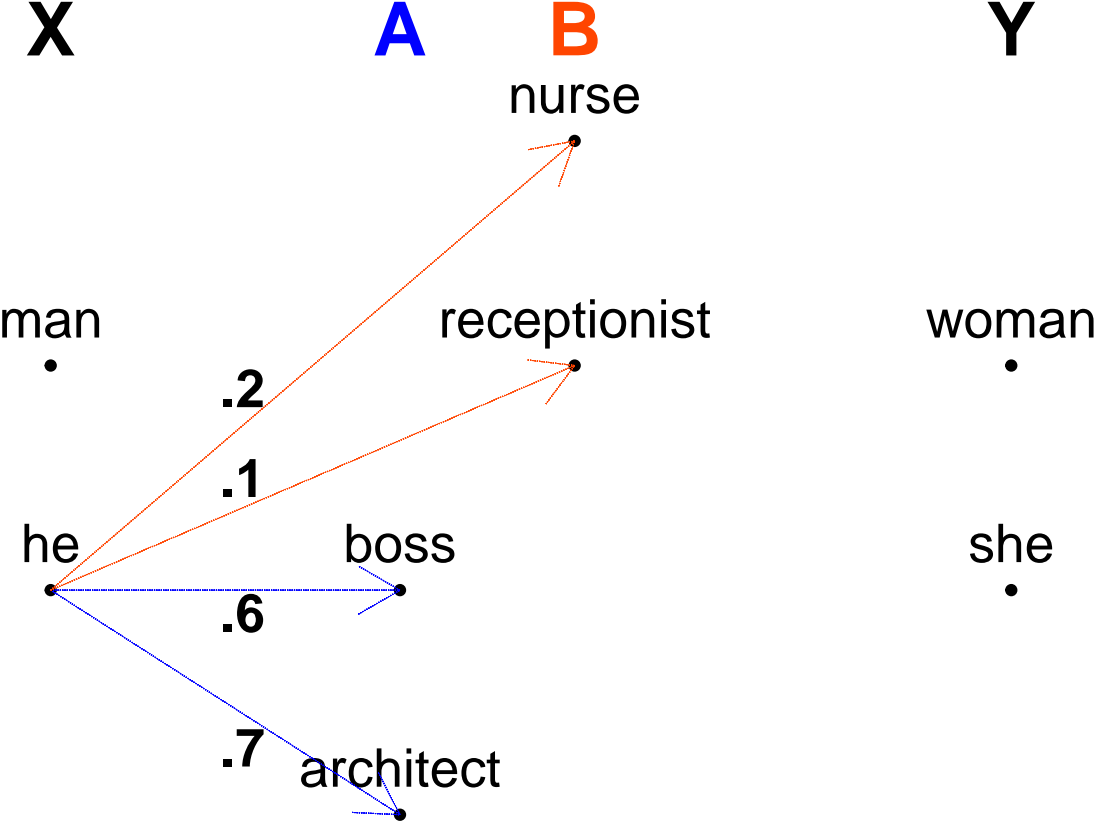 X A B Y
nurse
man receptionist woman
.2
.1
he boss she
.6
.7
architect